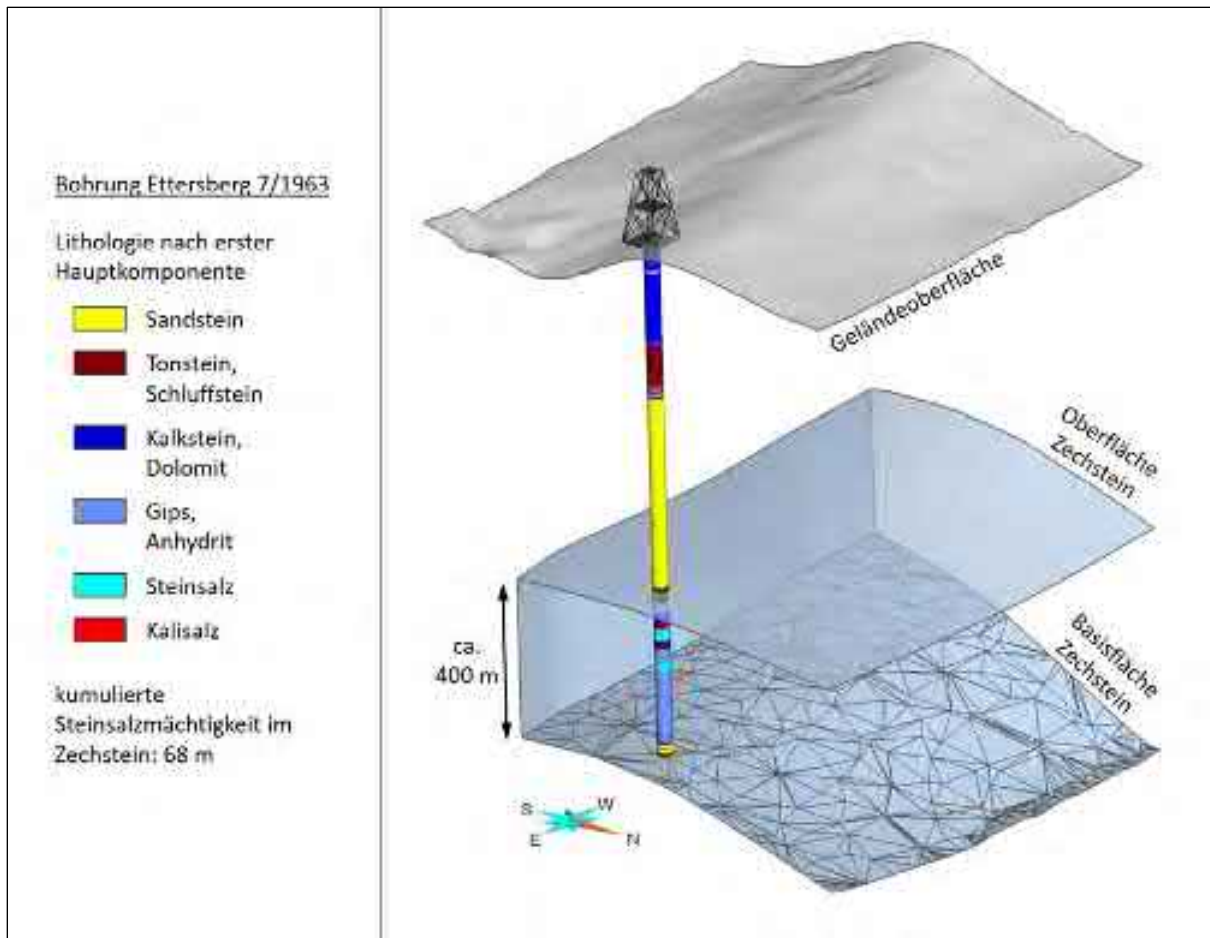 Bohrung Ettersberg 7/1963
Lithologie nach erster
Hauptkomponente
Sandstein
Tonstein,
Schluffstein
Kalkstein,
Dolomit
Gips,
Anhydrit
Steinsalz
Kalisalz
kumulierte
Steinsalzmächtigkeit im
Zechstein: 68 m
Geländeoberfläche
Oberfläche
Zechstein
Basisfläche
Zechstein
ca.
400 m
S
W
E
N